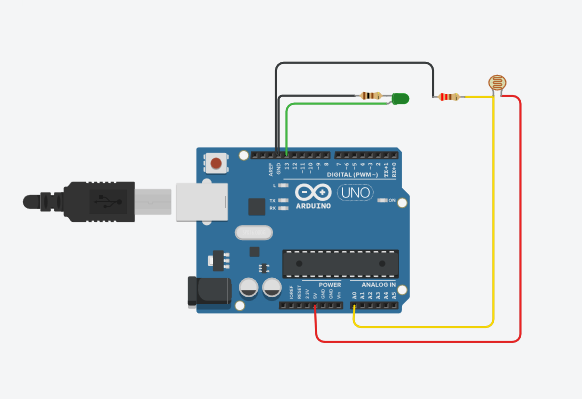 AREF
GND
13
12
~11
~10
~9
8
7
~6
~5
4
~3
2
TX→1
RX←0
DIGITAL (PWM~)
L
TX
RX
ARDUINO
UNO
ON
POWER
ANALOG IN
IOREF
RESET
3.3V
5V
GND
GND
Vin
A0
A1
A2
A3
A4
A5